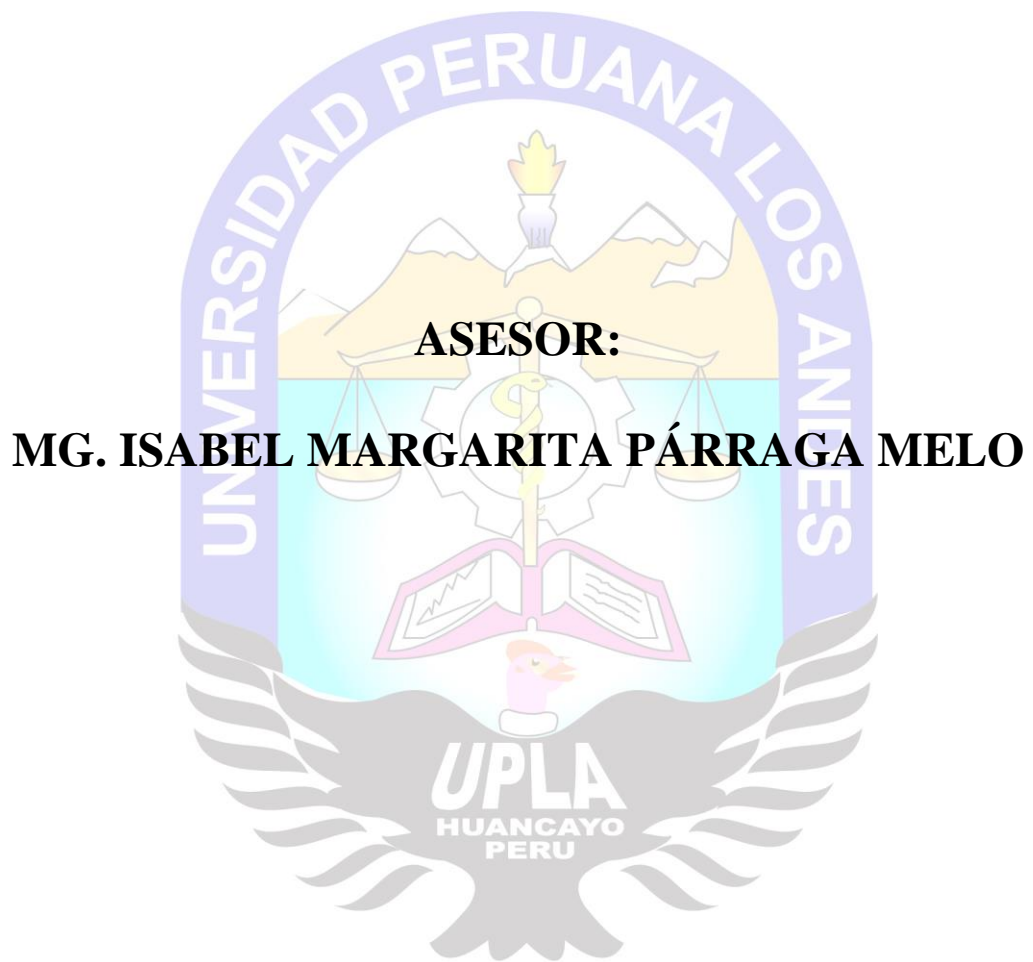 UNIVERSIDAD PERUANA LOS ANDES
ASESOR:
MG. ISABEL MARGARITA PÁRRAGA MELO
UPLA
HUANCAYO
PERU